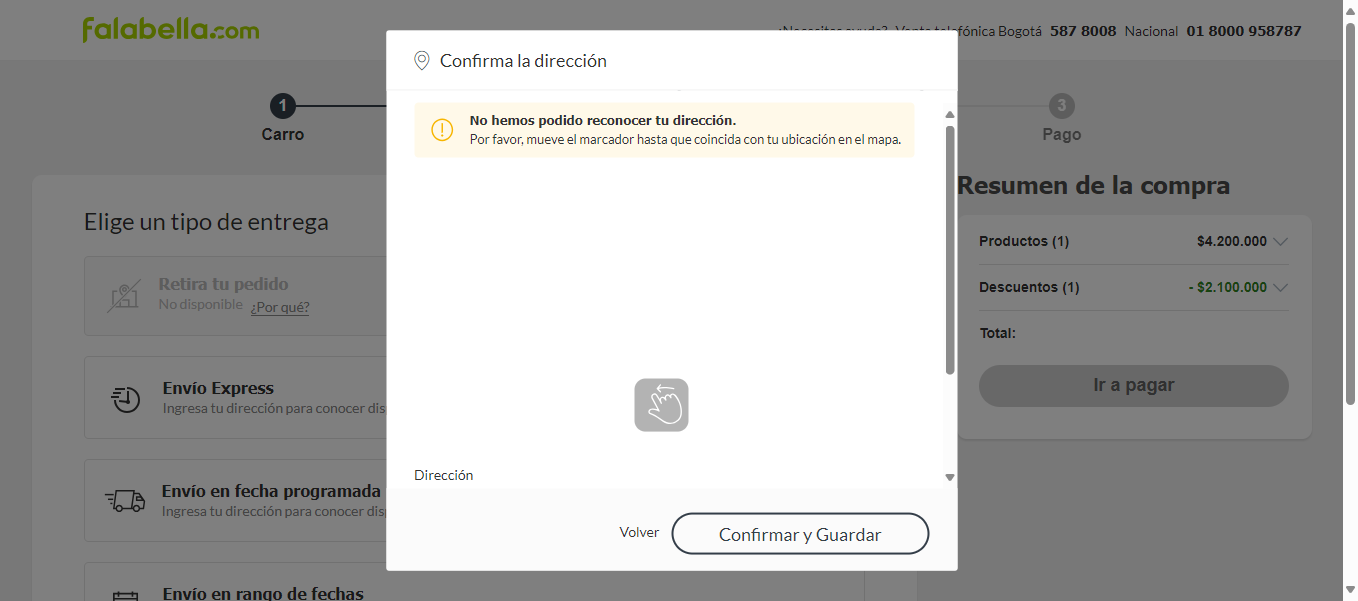 falabella.com
¿Necesitas ayuda? Venta telefónica Bogotá 587 8008 Nacional 01 8000 958787
Confirma la dirección
1
3
Carro
Pago
No hemos podido reconocer tu dirección.
Por favor, mueve el marcador hasta que coincida con tu ubicación en el mapa.
Elige un tipo de entrega
Retira tu pedido
No disponible ¿Por qué?
Envío Express
Ingresa tu dirección para conocer dis
Envío en fecha programada
Ingresa tu dirección para conocer dis
Envío en rango de fechas
Dirección
Volver
Confirmar y Guardar
Resumen de la compra
Productos (1) $4.200.000
Descuentos (1) - $2.100.000
Total:
Ir a pagar